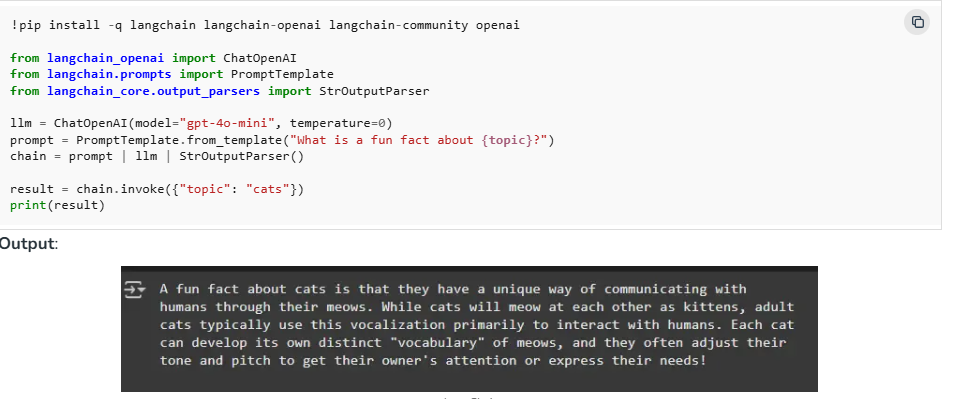 !pip install -q langchain langchain-openai langchain-community openai
from langchain_openai import ChatOpenAI
from langchain.prompts import PromptTemplate
from langchain_core.output_parsers import StrOutputParser
llm = ChatOpenAI(model="gpt-4o-mini", temperature=0)
prompt = PromptTemplate.from_template("What is a fun fact about {topic}?")
chain = prompt | llm | StrOutputParser()
result = chain.invoke({"topic": "cats"})
print(result)
Output:
A fun fact about cats is that they have a unique way of communicating with
humans through their meows. While cats will meow at each other as kittens, adult
cats typically use this vocalization primarily to interact with humans. Each cat
can develop its own distinct "vocabulary" of meows, and they often adjust their
tone and pitch to get their owner's attention or express their needs!